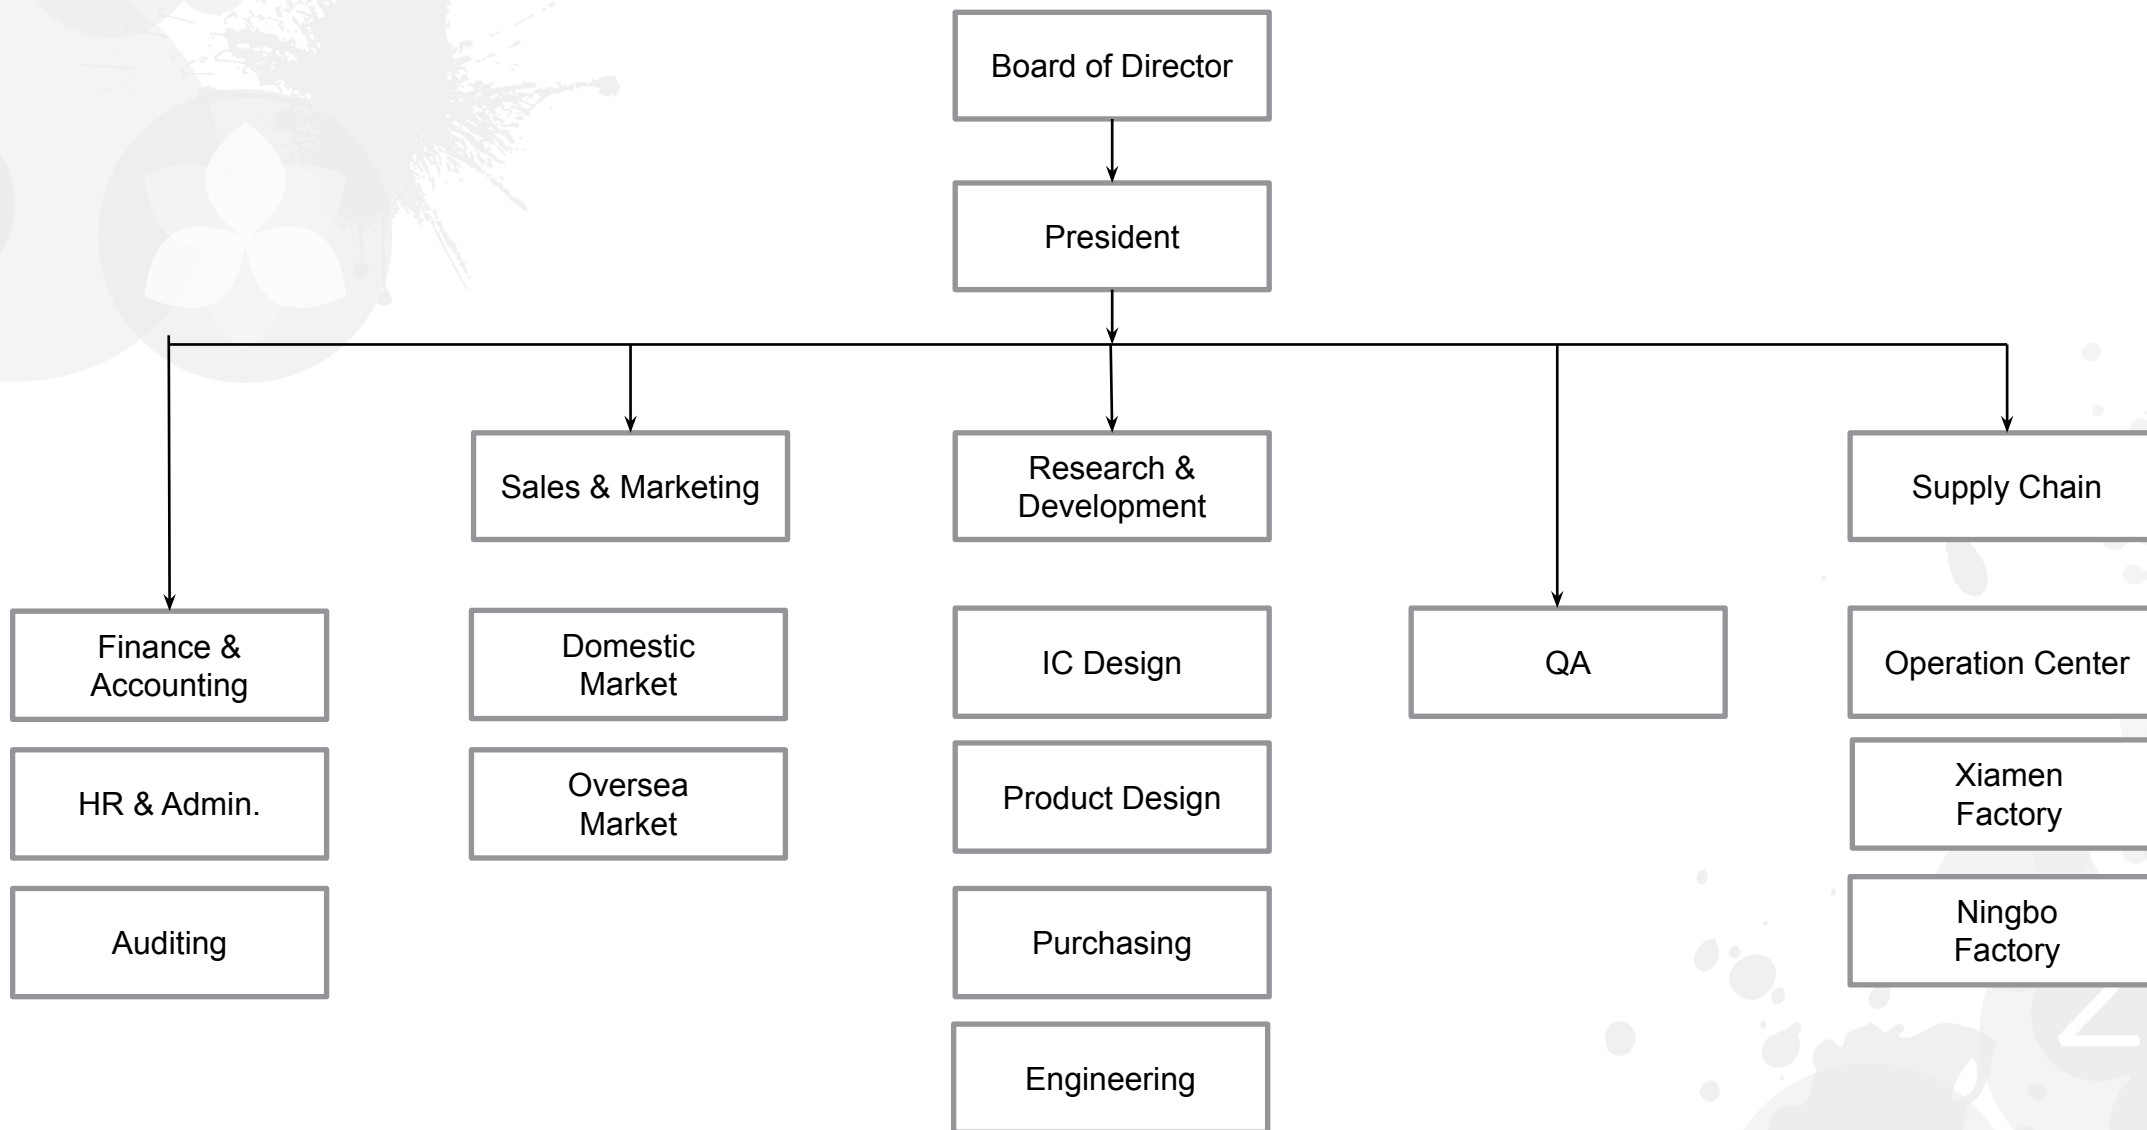 Board of Director
President
Sales & Marketing
Research &
Development
Supply Chain
Finance &
Accounting
Domestic
Market
IC Design
QA
Operation Center
HR & Admin.
Oversea
Market
Product Design
Xiamen
Factory
Auditing
Purchasing
Ningbo
Factory
Engineering